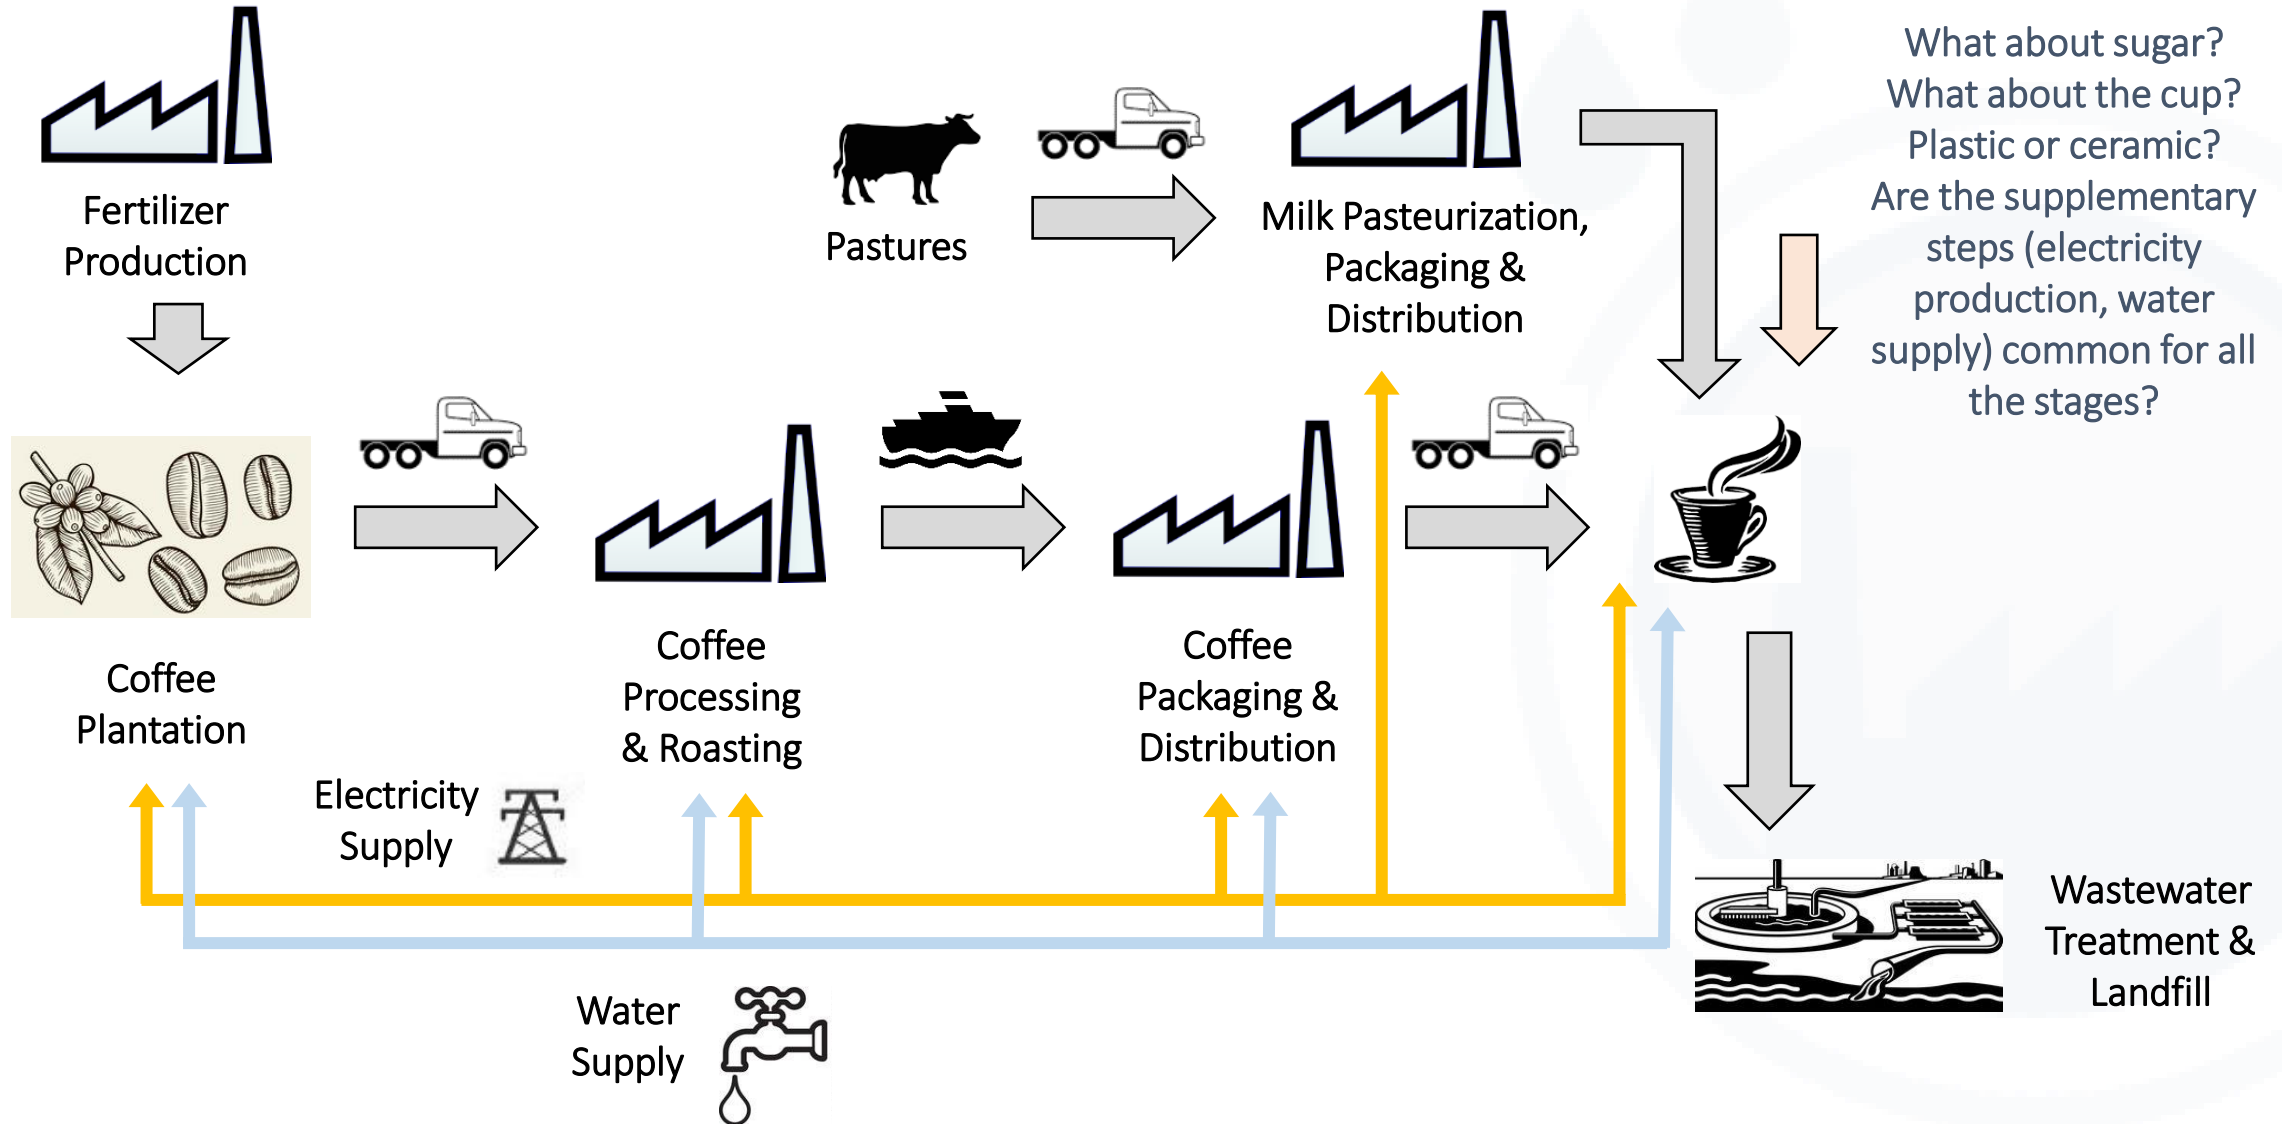 What about sugar?
What about the cup?
Plastic or ceramic?
Are the supplementary
steps (electricity
production, water
supply) common for all
the stages?
Fertilizer
Production
Pastures
Milk Pasteurization,
Packaging &
Distribution
Coffee
Plantation
Coffee
Processing
& Roasting
Coffee
Packaging &
Distribution
Electricity
Supply
Water
Supply
Wastewater
Treatment &
Landfill